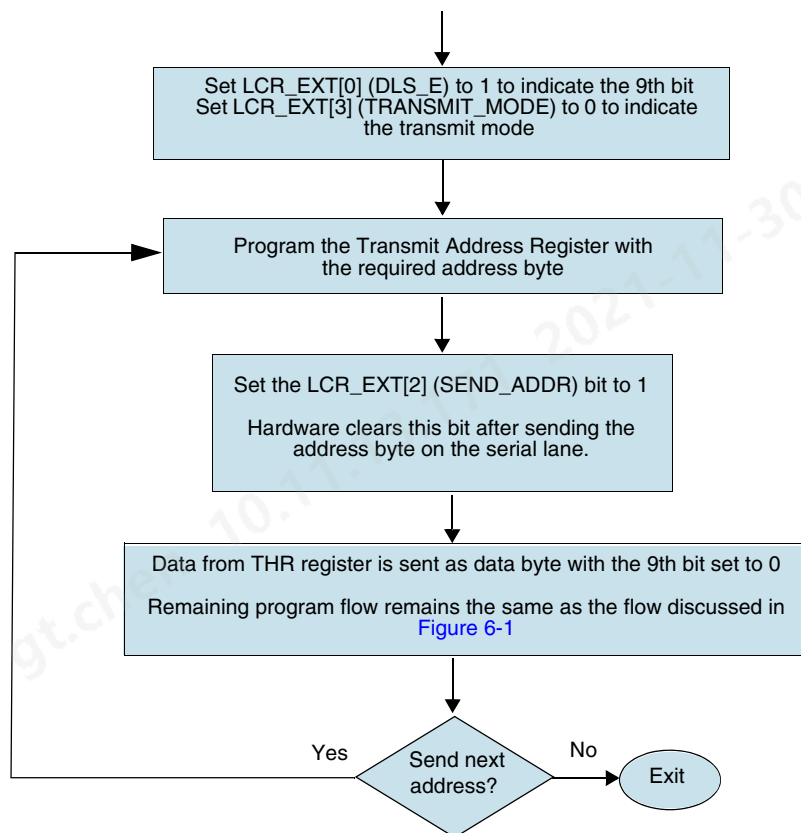 Set LCR_EXT[0] (DLS_E) to 1 to indicate the 9th bit
Set LCR_EXT[3] (TRANSMIT_MODE) to 0 to indicate
the transmit mode
Program the Transmit Address Register with
the required address byte
Set the LCR_EXT[2] (SEND_ADDR) bit to 1
Hardware clears this bit after sending the
address byte on the serial lane.
Data from THR register is sent as data byte with the 9th bit set to 0
Remaining program flow remains the same as the flow discussed in
Figure 6-1
Yes
Send next
address?
No
Exit
2021-11-30